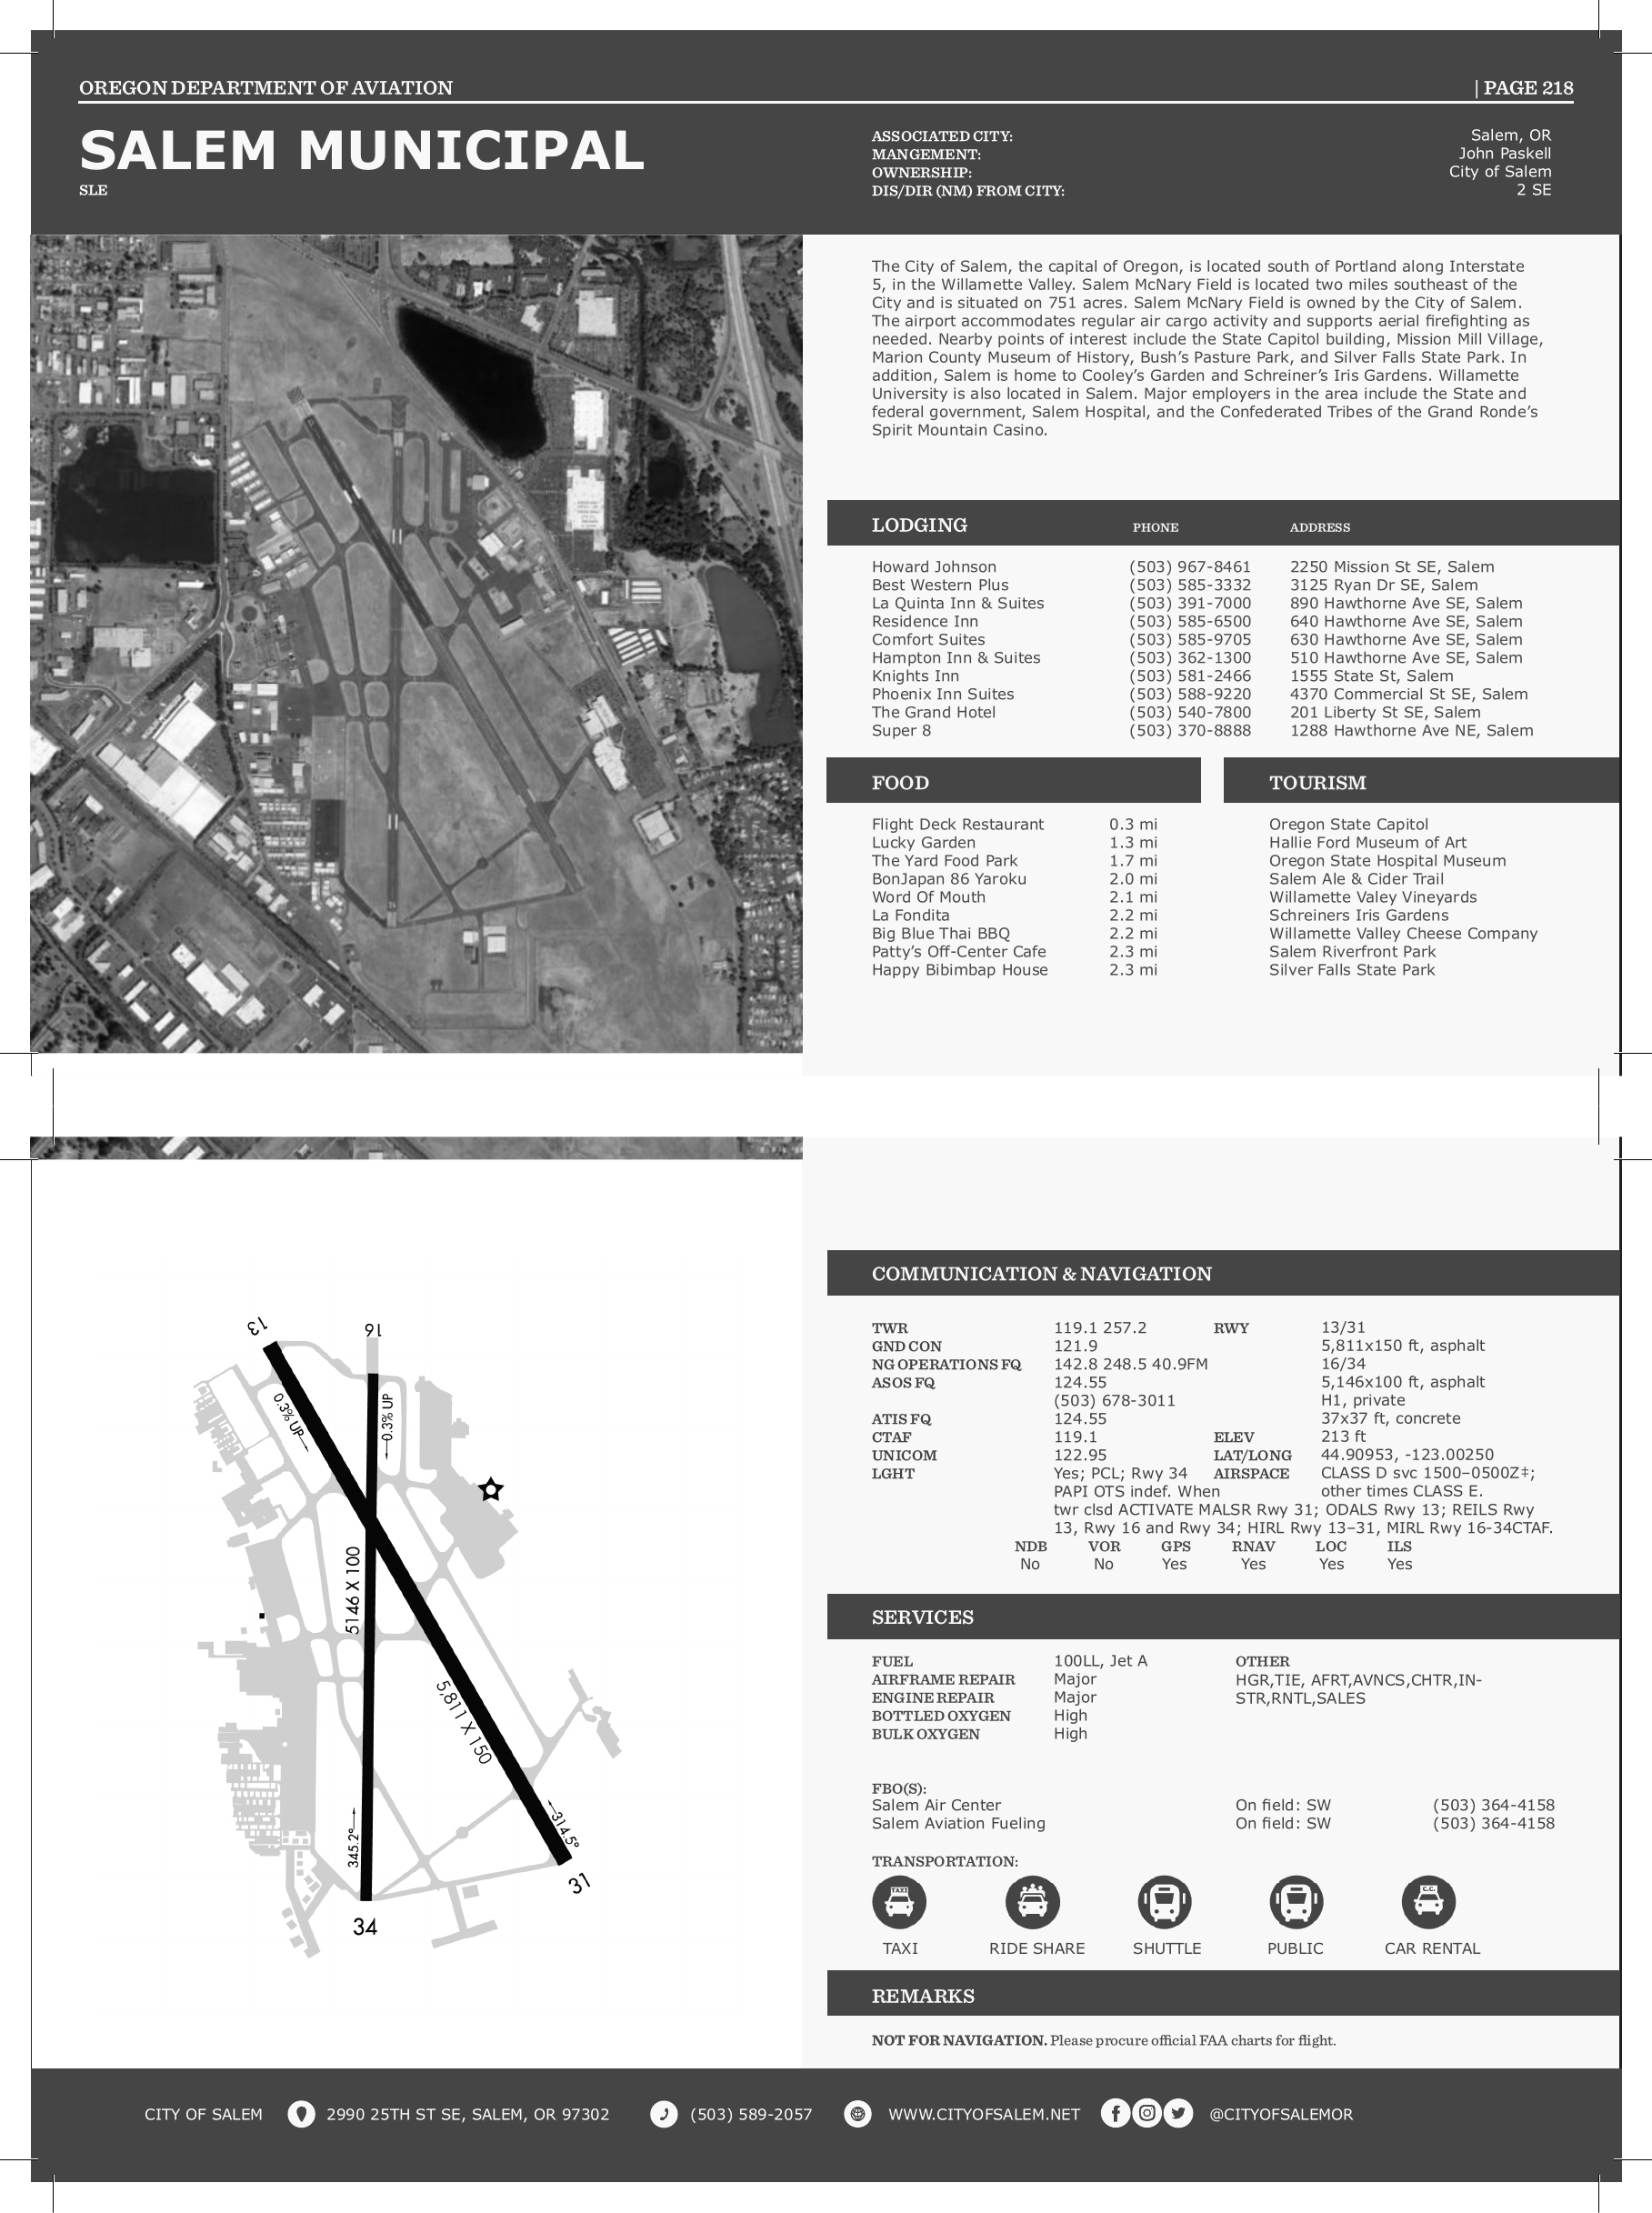 OREGON DEPARTMENT OF AVIATION | PAGE 218
SALEM MUNICIPAL
SLE
ASSOCIATED CITY: Salem, OR
MANGEMENT: John Paskell
OWNERSHIP: City of Salem
DIS/DIR (NM) FROM CITY: 2 SE
The City of Salem, the capital of Oregon, is located south of Portland along Interstate
5, in the Willamette Valley. Salem McNary Field is located two miles southeast of the
City and is situated on 751 acres. Salem McNary Field is owned by the City of Salem.
The airport accommodates regular air cargo activity and supports aerial firefighting as
needed. Nearby points of interest include the State Capitol building, Mission Mill Village,
Marion County Museum of History, Bush's Pasture Park, and Silver Falls State Park. In
addition, Salem is home to Cooley's Garden and Schreiner's Iris Gardens. Willamette
University is also located in Salem. Major employers in the area include the State and
federal government, Salem Hospital, and the Confederated Tribes of the Grand Ronde's
Spirit Mountain Casino.
LODGING PHONE ADDRESS
Howard Johnson (503) 967-8461 2250 Mission St SE, Salem
Best Western Plus (503) 585-3332 3125 Ryan Dr SE, Salem
La Quinta Inn & Suites (503) 391-7000 890 Hawthorne Ave SE, Salem
Residence Inn (503) 585-6500 640 Hawthorne Ave SE, Salem
Comfort Suites (503) 585-9705 630 Hawthorne Ave SE, Salem
Hampton Inn & Suites (503) 362-1300 510 Hawthorne Ave SE, Salem
Knights Inn (503) 581-2466 1555 State St, Salem
Phoenix Inn Suites (503) 588-9220 4370 Commercial St SE, Salem
The Grand Hotel (503) 540-7800 201 Liberty St SE, Salem
Super 8 (503) 370-8888 1288 Hawthorne Ave NE, Salem
FOOD
Flight Deck Restaurant 0.3 mi
Lucky Garden 1.3 mi
The Yard Food Park 1.7 mi
BonJapan 86 Yaroku 2.0 mi
Word Of Mouth 2.1 mi
La Fondita 2.2 mi
Big Blue Thai BBQ 2.2 mi
Patty's Off-Center Cafe 2.3 mi
Happy Bibimbap House 2.3 mi
TOURISM
Oregon State Capitol
Hallie Ford Museum of Art
Oregon State Hospital Museum
Salem Ale & Cider Trail
Willamette Valey Vineyards
Schreiners Iris Gardens
Willamette Valley Cheese Company
Salem Riverfront Park
Silver Falls State Park
13
16
0.3% UP
0.3% UP
5146 X 100
5,811 X 150
345.2°
314.5°
31
34
COMMUNICATION & NAVIGATION
TWR 119.1 257.2 RWY 13/31
GND CON 121.9 5,811x150 ft, asphalt
NG OPERATIONS FQ 142.8 248.5 40.9FM 16/34
ASOS FQ 124.55 5,146x100 ft, asphalt
(503) 678-3011 H1, private
ATIS FQ 124.55 37x37 ft, concrete
CTAF 119.1 ELEV 213 ft
UNICOM 122.95 LAT/LONG 44.90953, -123.00250
LGHT Yes; PCL; Rwy 34 AIRSPACE CLASS D svc 1500–0500Z‡;
PAPI OTS indef. When other times CLASS E.
twr clsd ACTIVATE MALSR Rwy 31; ODALS Rwy 13; REILS Rwy
13, Rwy 16 and Rwy 34; HIRL Rwy 13–31, MIRL Rwy 16-34CTAF.
NDB VOR GPS RNAV LOC ILS
No No Yes Yes Yes Yes
SERVICES
FUEL 100LL, Jet A OTHER
AIRFRAME REPAIR Major HGR,TIE, AFRT,AVNCS,CHTR,IN-
ENGINE REPAIR Major STR,RNTL,SALES
BOTTLED OXYGEN High
BULK OXYGEN High
FBO(S):
Salem Air Center On field: SW (503) 364-4158
Salem Aviation Fueling On field: SW (503) 364-4158
TRANSPORTATION:
TAXI C.C.
TAXI RIDE SHARE SHUTTLE PUBLIC CAR RENTAL
REMARKS
NOT FOR NAVIGATION. Please procure official FAA charts for flight.
CITY OF SALEM 2990 25TH ST SE, SALEM, OR 97302 (503) 589-2057 WWW.CITYOFSALEM.NET @CITYOFSALEMOR